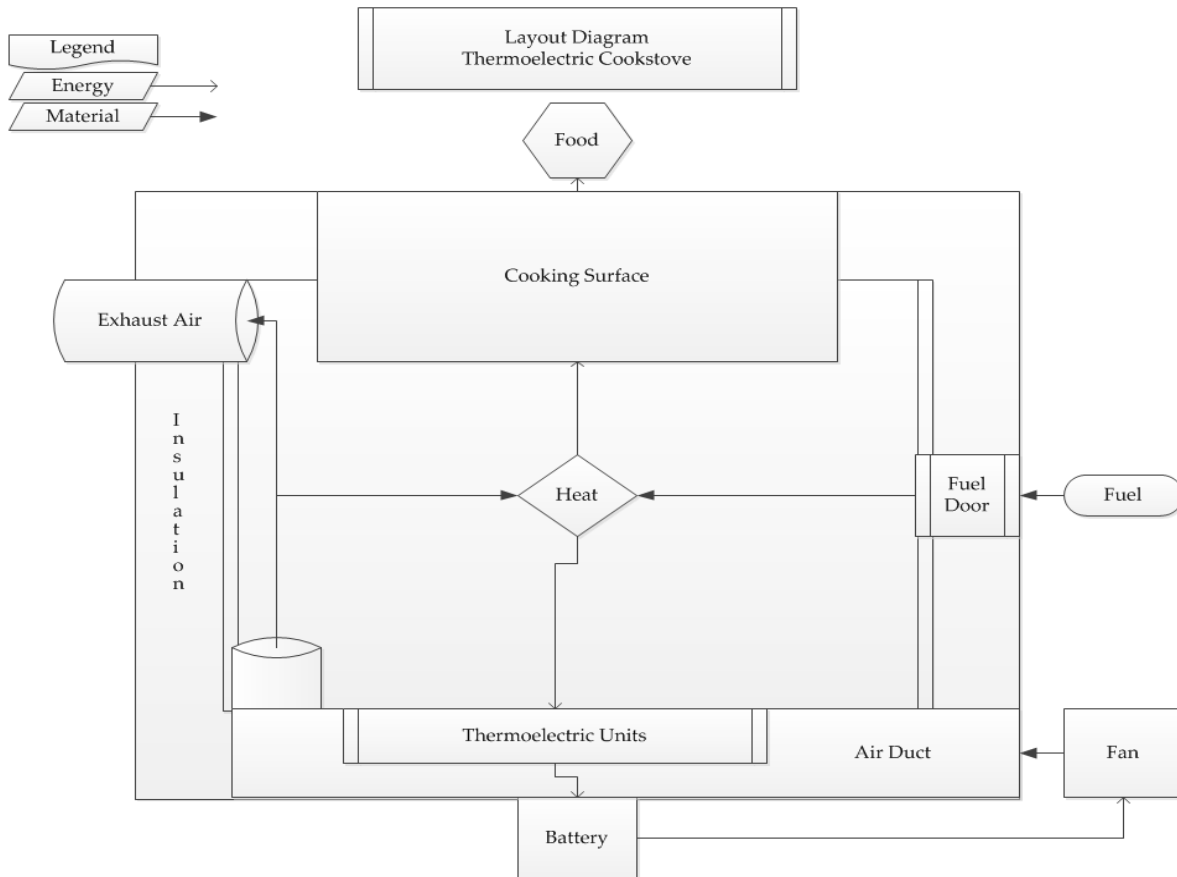 Legend
Energy
Material
Layout Diagram
Thermoelectric Cookstove
Food
Cooking Surface
Exhaust Air
Insulation
Heat
Fuel
Door
Fuel
Thermoelectric Units
Air Duct
Fan
Battery